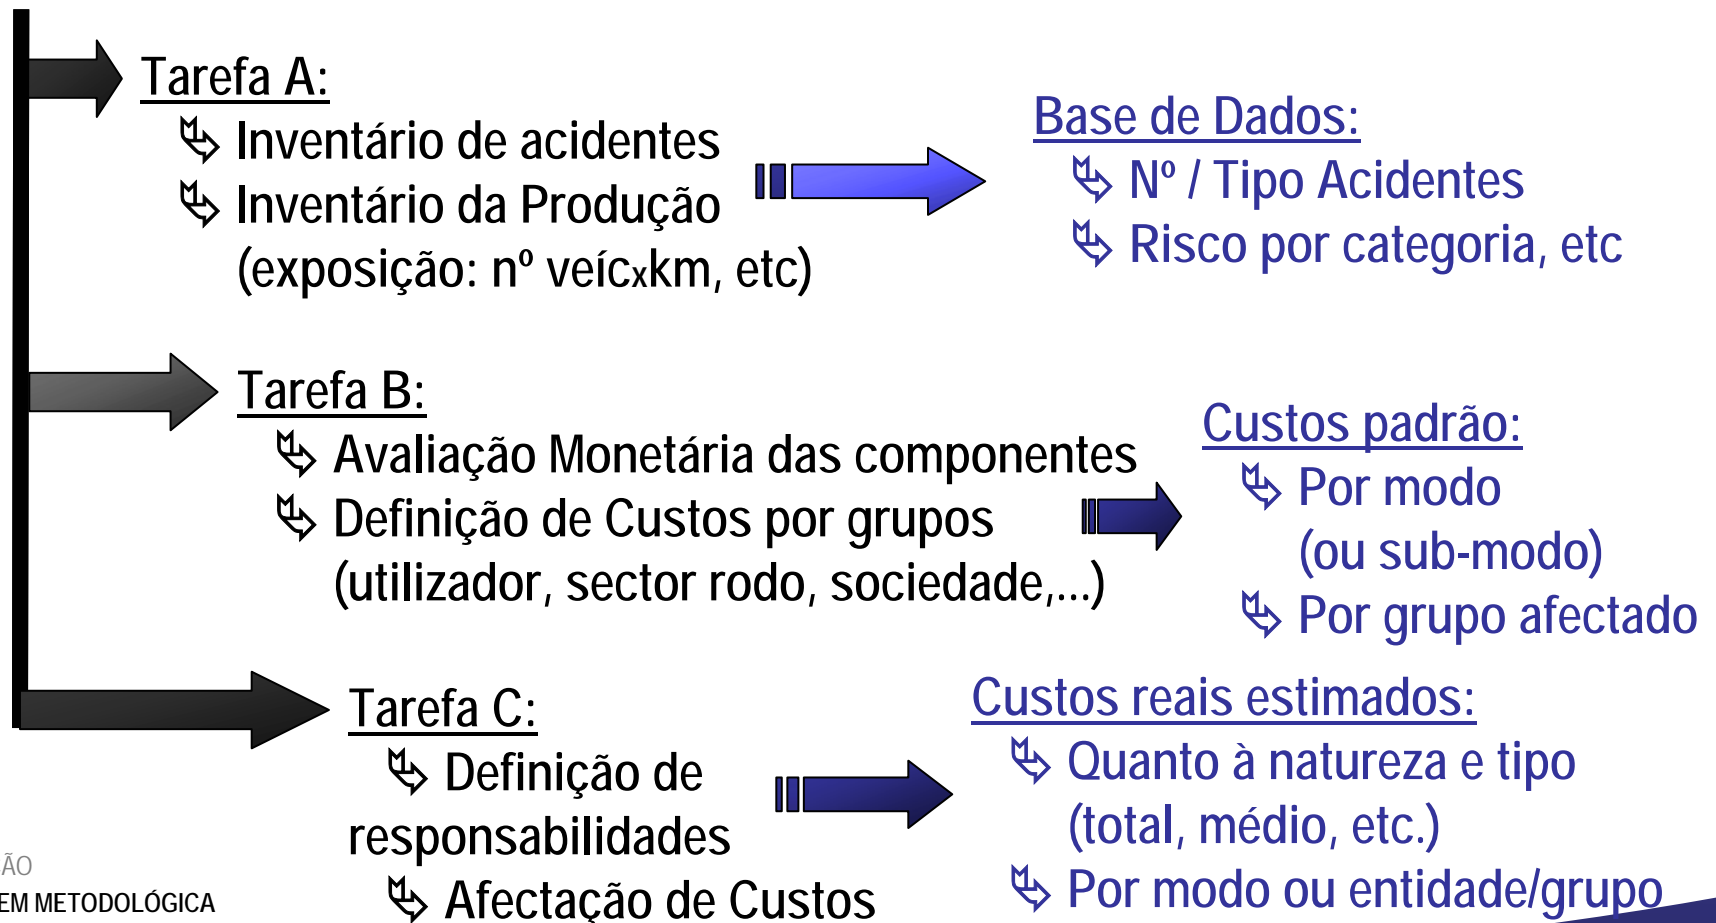 Tarefa A:
Inventário de acidentes
Inventário da Produção
(exposição: nº veícxkm, etc)
Base de Dados:
Nº / Tipo Acidentes
Risco por categoria, etc
Tarefa B:
Avaliação Monetária das componentes
Definição de Custos por grupos
(utilizador, sector rodo, sociedade,...)
Custos padrão:
Por modo
(ou sub-modo)
Por grupo afectado
Tarefa C:
Definição de
responsabilidades
Afectação de Custos
Custos reais estimados:
Quanto à natureza e tipo
(total, médio, etc.)
Por modo ou entidade/grupo
ÃO
EM METODOLÓGICA